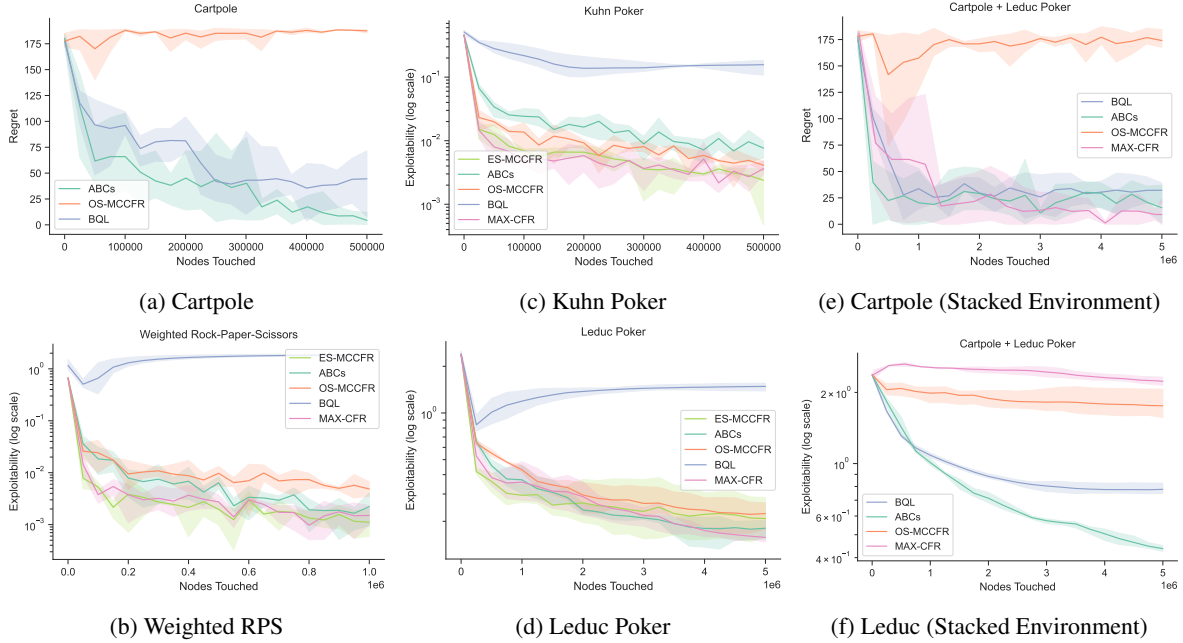 Cartpole
Regret
175
150
125
100
75
50
25
0
ABCs
OS-MCCFR
BQL
0
100000
200000
300000
400000
500000
Nodes Touched
(a) Cartpole
Kuhn Poker
Exploitability (log scale)
10⁻¹
10⁻²
10⁻³
ES-MCCFR
ABCs
OS-MCCFR
BQL
MAX-CFR
0
100000
200000
300000
400000
500000
Nodes Touched
(c) Kuhn Poker
Cartpole + Leduc Poker
Regret
175
150
125
100
75
50
25
0
BQL
ABCs
OS-MCCFR
MAX-CFR
0
1
2
3
4
5
1e6
Nodes Touched
(e) Cartpole (Stacked Environment)
Weighted Rock-Paper-Scissors
Exploitability (log scale)
10⁰
10⁻¹
10⁻²
10⁻³
ES-MCCFR
ABCs
OS-MCCFR
BQL
MAX-CFR
0.0
0.2
0.4
0.6
0.8
1.0
1e6
Nodes Touched
(b) Weighted RPS
Leduc Poker
Exploitability (log scale)
10⁰
ES-MCCFR
ABCs
OS-MCCFR
BQL
MAX-CFR
0
1
2
3
4
5
1e6
Nodes Touched
(d) Leduc Poker
Cartpole + Leduc Poker
Exploitability (log scale)
2 × 10⁰
10⁰
6 × 10⁻¹
4 × 10⁻¹
BQL
ABCs
OS-MCCFR
MAX-CFR
0
1
2
3
4
5
1e6
Nodes Touched
(f) Leduc (Stacked Environment)